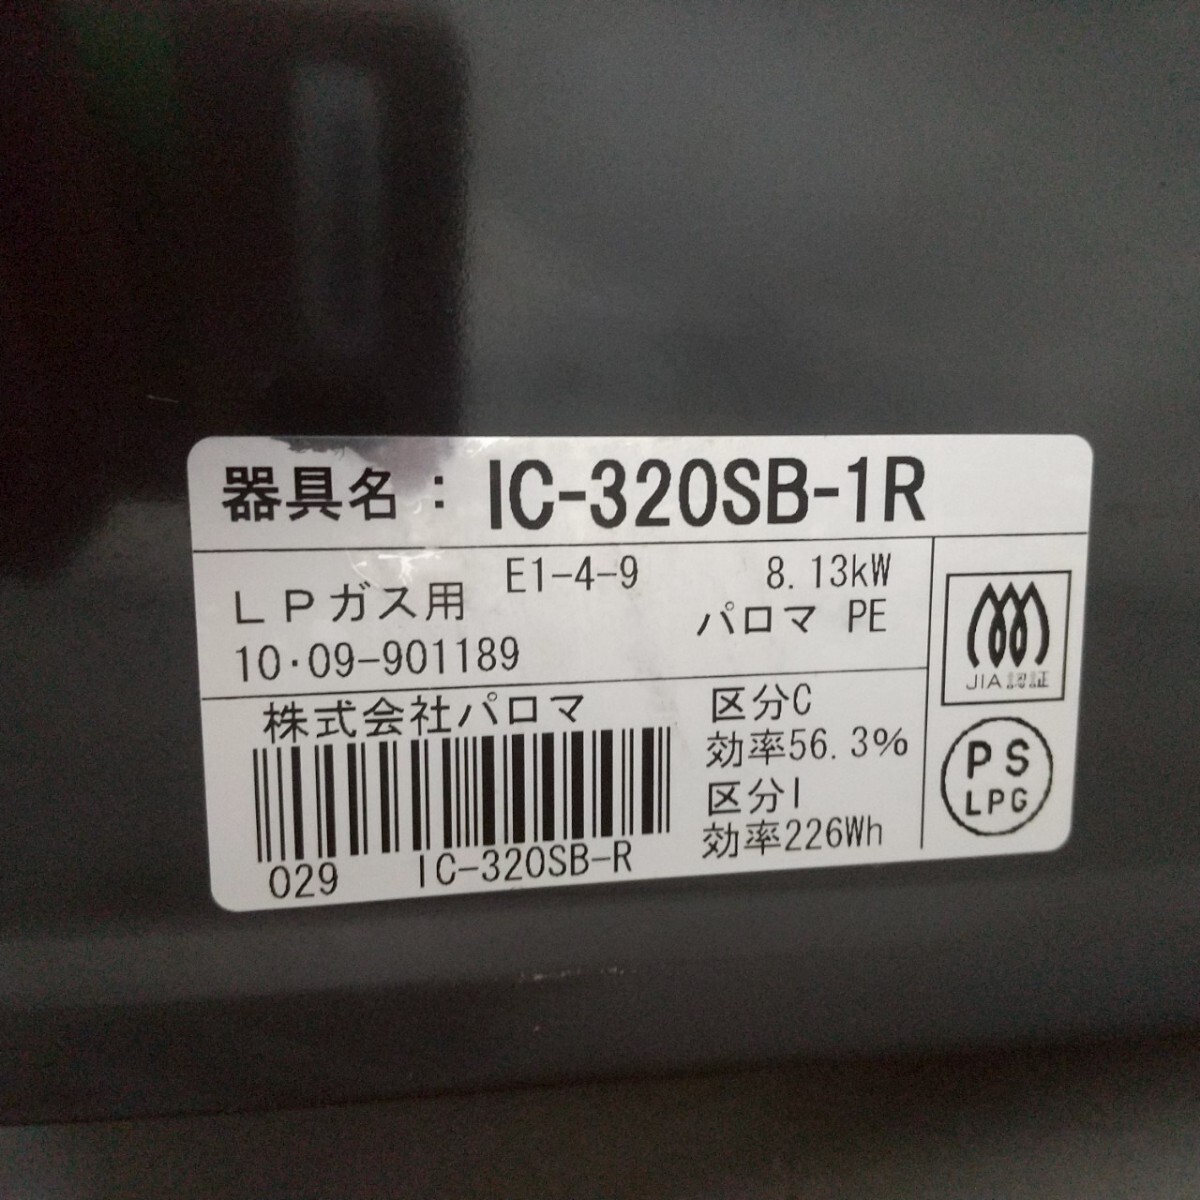 器具名：IC-320SB-1R
LPガス用 E1-4-9 8.13kW
パロマ PE
10・09-901189
株式会社パロマ
029 IC-320SB-R
区分C
効率56.3%
区分I
効率226Wh
JIA認証
PS
LPG